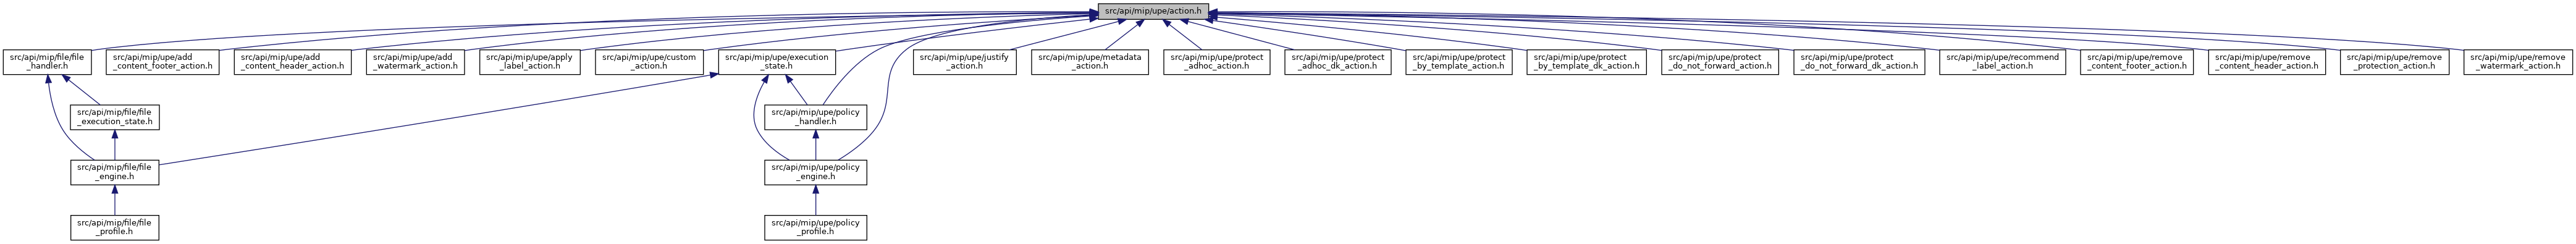 src/api/mip/upe/action.h
src/api/mip/file/file
_handler.h
src/api/mip/upe/add
_content_footer_action.h
src/api/mip/upe/add
_content_header_action.h
src/api/mip/upe/add
_watermark_action.h
src/api/mip/upe/apply
_label_action.h
src/api/mip/upe/custom
_action.h
src/api/mip/upe/execution
_state.h
src/api/mip/upe/justify
_action.h
src/api/mip/upe/metadata
_action.h
src/api/mip/upe/protect
_adhoc_action.h
src/api/mip/upe/protect
_adhoc_dk_action.h
src/api/mip/upe/protect
_by_template_action.h
src/api/mip/upe/protect
_by_template_dk_action.h
src/api/mip/upe/protect
_do_not_forward_action.h
src/api/mip/upe/protect
_do_not_forward_dk_action.h
src/api/mip/upe/recommend
_label_action.h
src/api/mip/upe/remove
_content_footer_action.h
src/api/mip/upe/remove
_content_header_action.h
src/api/mip/upe/remove
_protection_action.h
src/api/mip/upe/remove
_watermark_action.h
src/api/mip/file/file
_execution_state.h
src/api/mip/upe/policy
_handler.h
src/api/mip/file/file
_engine.h
src/api/mip/upe/policy
_engine.h
src/api/mip/file/file
_profile.h
src/api/mip/upe/policy
_profile.h